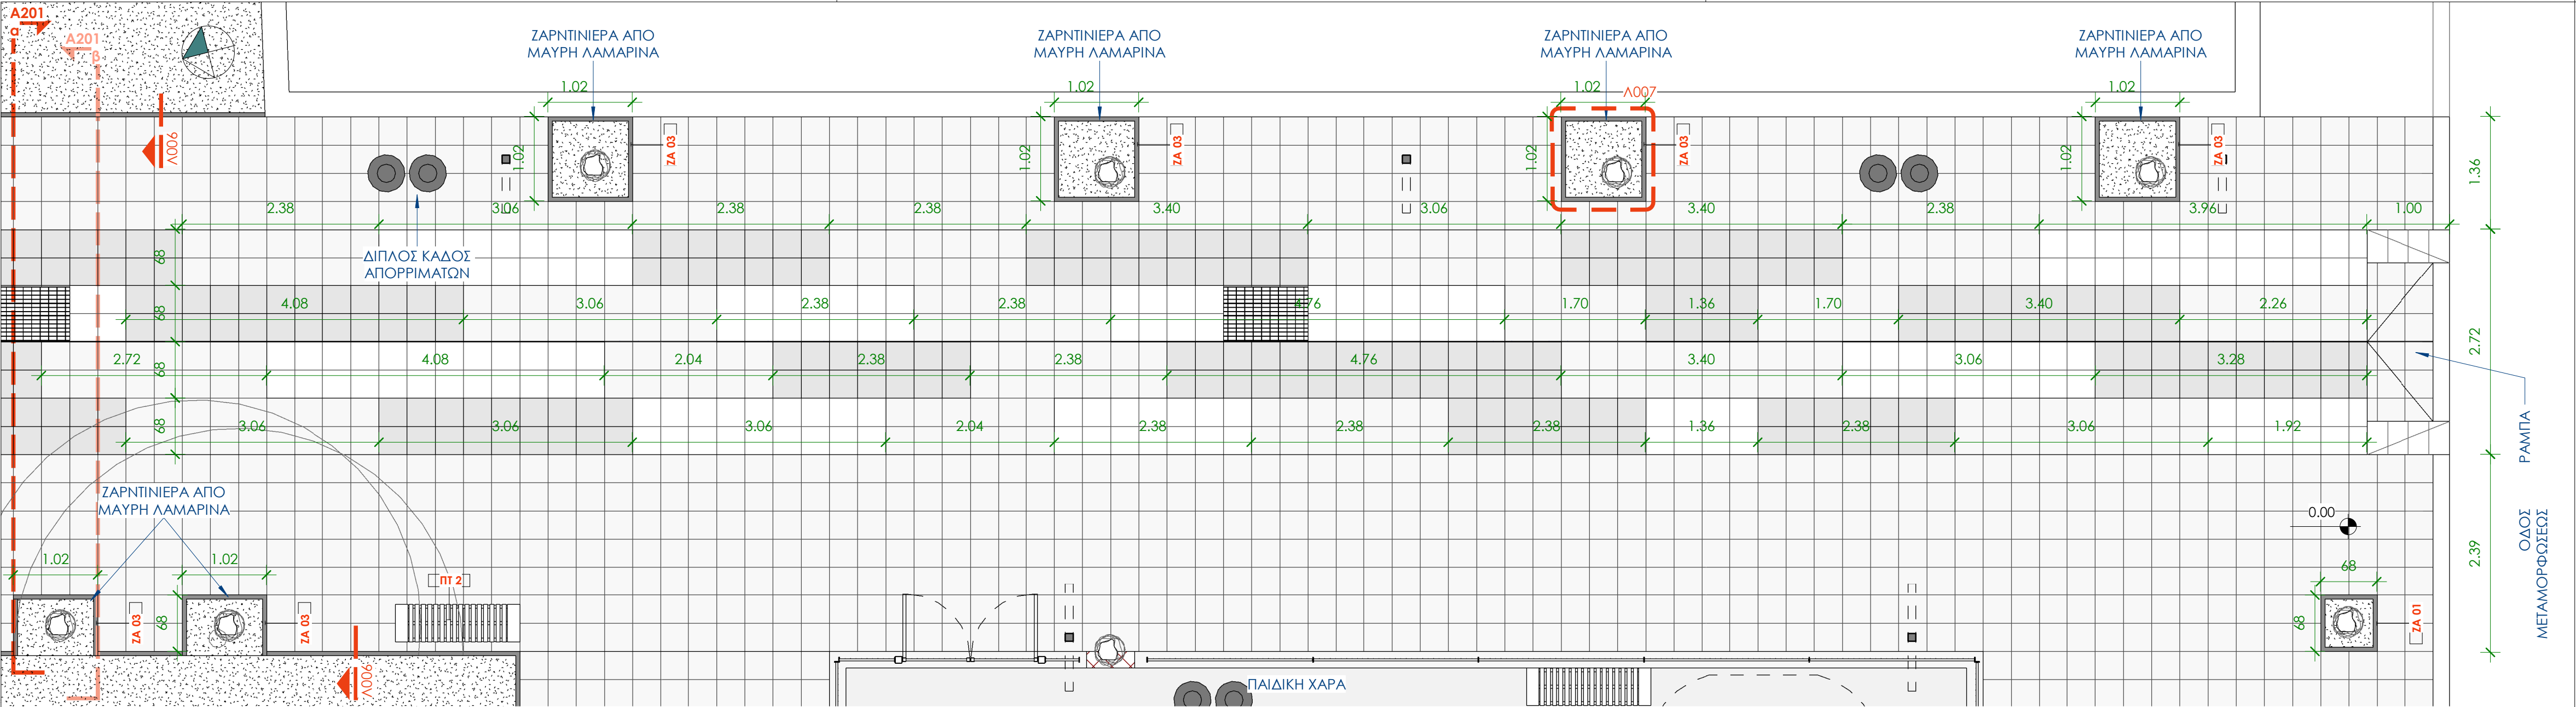 A201
α
A201
β
Λ006
ΖΑΡΝΤΙΝΙΕΡΑ ΑΠΟ
ΜΑΥΡΗ ΛΑΜΑΡΙΝΑ
ΖΑΡΝΤΙΝΙΕΡΑ ΑΠΟ
ΜΑΥΡΗ ΛΑΜΑΡΙΝΑ
ΖΑΡΝΤΙΝΙΕΡΑ ΑΠΟ
ΜΑΥΡΗ ΛΑΜΑΡΙΝΑ
ΖΑΡΝΤΙΝΙΕΡΑ ΑΠΟ
ΜΑΥΡΗ ΛΑΜΑΡΙΝΑ
1.02
1.02
1.02
Λ007
1.02
1.02
ΖΑ 03
1.02
ΖΑ 03
1.02
ΖΑ 03
1.02
ΖΑ 03
1.36
2.38
3.06
2.38
2.38
3.40
3.06
3.40
2.38
3.96
1.00
ΔΙΠΛΟΣ ΚΑΔΟΣ
ΑΠΟΡΡΙΜΑΤΩΝ
68
68
4.08
3.06
2.38
2.38
4.76
1.70
1.36
1.70
3.40
2.26
2.72
2.72
68
4.08
2.04
2.38
2.38
4.76
3.40
3.06
3.28
68
3.06
3.06
3.06
2.04
2.38
2.38
2.38
1.36
2.38
3.06
1.92
ΡΑΜΠΑ
ΖΑΡΝΤΙΝΙΕΡΑ ΑΠΟ
ΜΑΥΡΗ ΛΑΜΑΡΙΝΑ
0.00
ΟΔΟΣ
ΜΕΤΑΜΟΡΦΩΣΕΩΣ
2.39
1.02
1.02
68
ΠΤ 2
ΖΑ 03
68
ΖΑ 03
68
ΖΑ 01
Λ006
ΠΑΙΔΙΚΗ ΧΑΡΑ